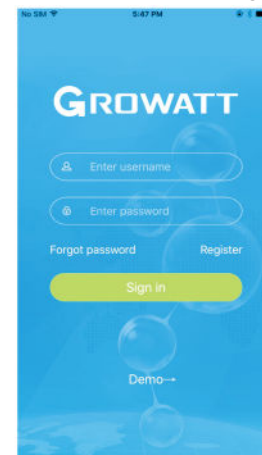 No SIM 5:47 PM
GROWATT
Enter username
Enter password
Forgot password Register
Sign in
Demo→